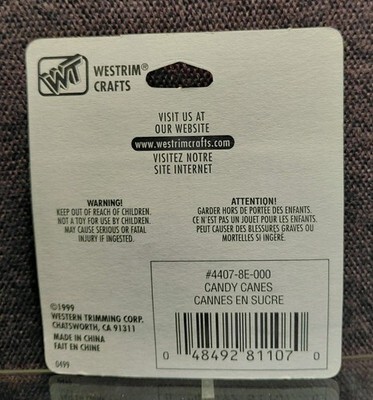 WT
WESTRIM®
CRAFTS
VISIT US AT
OUR WEBSITE
www.westrimcrafts.com
VISITEZ NOTRE
SITE INTERNET
WARNING!
KEEP OUT OF REACH OF CHILDREN.
NOT A TOY FOR USE BY CHILDREN.
MAY CAUSE SERIOUS OR FATAL
INJURY IF INGESTED.
ATTENTION!
GARDER HORS DE PORTÉE DES ENFANTS.
CE N'EST PAS UN JOUET POUR LES ENFANTS.
PEUT CAUSER DES BLESSURES GRAVES OU
MORTELLES SI INGÉRÉ.
©1999
WESTERN TRIMMING CORP.
CHATSWORTH, CA 91311
MADE IN CHINA
FAIT EN CHINE
0499
#4407-8E-000
CANDY CANES
CANNES EN SUCRE
0 48492 81107 0